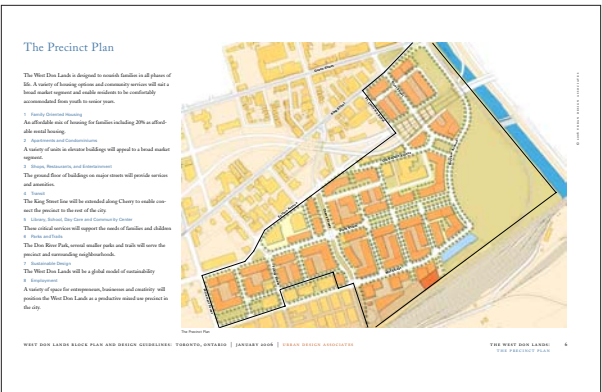 The Precinct Plan
The West Don Lands is designed to nourish families in all phases of
life. A variety of housing options and community services will suit a
broad market segment and enable residents to be comfortably
accommodated from youth to senior years.
1 Family Oriented Housing
An affordable mix of housing for families including 20% as afford-
able rental housing.
2 Apartments and Condominiums
A variety of units in elevator buildings will appeal to a broad market
segment.
3 Shops, Restaurants, and Entertainment
The ground floor of buildings on major streets will provide services
and amenities.
4 Transit
The King Street line will be extended along Cherry to enable con-
nect the precinct to the rest of the city.
5 Library, School, Day Care and Community Center
These critical services will support the needs of families and children
6 Parks and Trails
The Don River Park, several smaller parks and trails will serve the
precinct and surrounding neighbourhoods.
7 Sustainable Design
The West Don Lands will be a global model of sustainability
8 Employment
A variety of space for entrepreneurs, businesses and creativity will
position the West Don Lands as a productive mixed use precinct in
the city.
The Precinct Plan
WEST DON LANDS BLOCK PLAN AND DESIGN GUIDELINES: TORONTO, ONTARIO | JANUARY 2006 | URBAN DESIGN ASSOCIATES
THE WEST DON LANDS: 6
THE PRECINCT PLAN